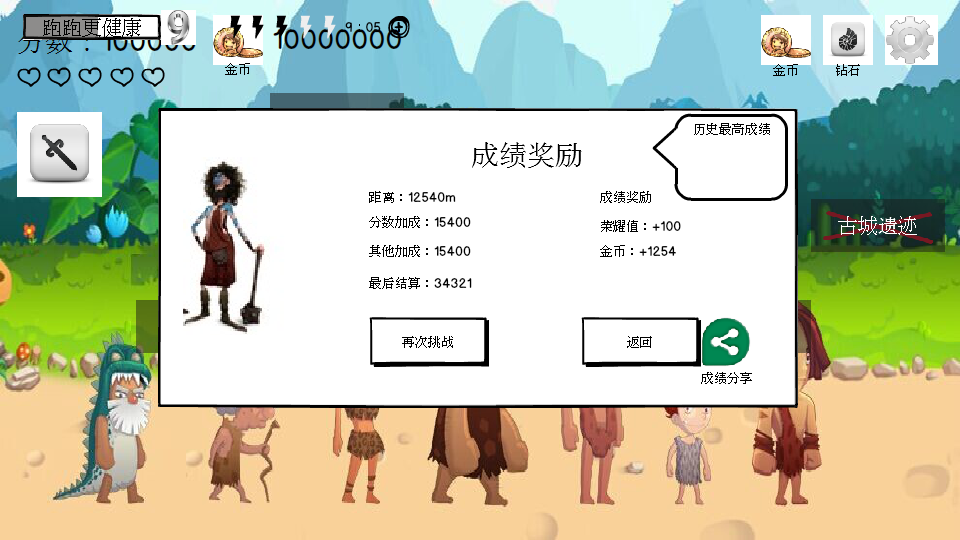 跑跑更健康
9
9:05
分数：100000
10000000
金币
金币
钻石
历史最高成绩
成绩奖励
距离：12540m
成绩奖励
分数加成：15400
荣耀值：+100
古城遗迹
其他加成：15400
金币：+1254
最后结算：34321
再次挑战
返回
成绩分享